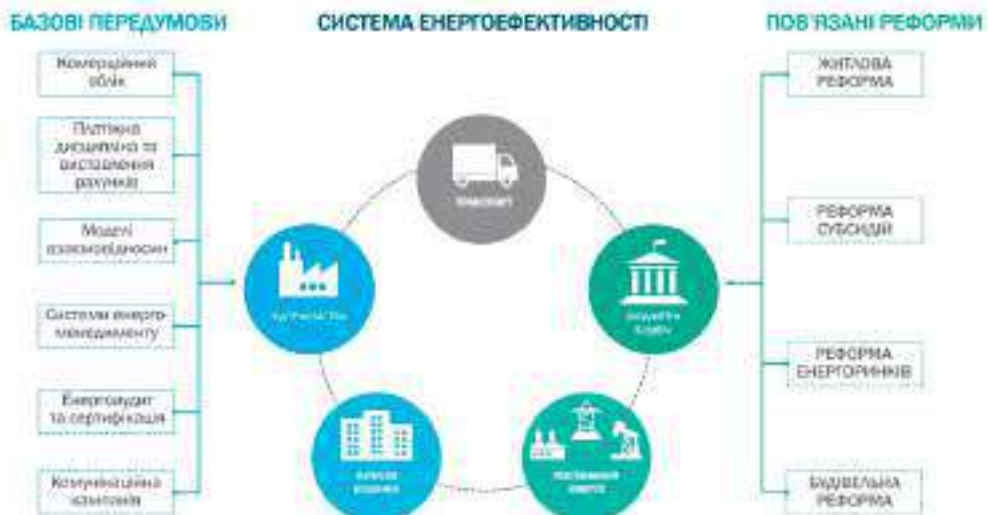 БАЗОВІ ПЕРЕДУМОВИ
СИСТЕМА ЕНЕРГОЕФЕКТИВНОСТІ
ПОВ'ЯЗАНІ РЕФОРМИ
Комерційний
облік
Платіжна
дисципліна та
виставлення
рахунків
Моделі
взаємовідносин
Системи енерго-
менеджменту
Енергоаудит
та сертифікація
Комунікаційна
кампанія
ТРАНСПОРТ
ЖИТЛОВА
РЕФОРМА
РЕФОРМА
СУБСИДІЙ
РЕФОРМА
ЕНЕРГОРИНКІВ
БУДІВЕЛЬНА
РЕФОРМА